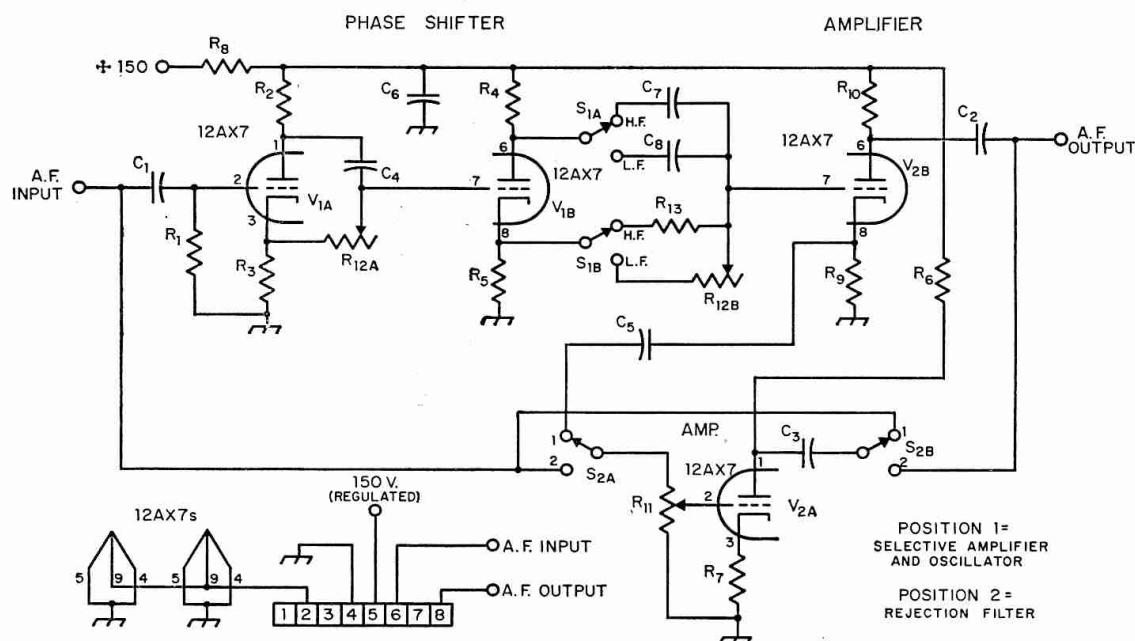 PHASE SHIFTER
AMPLIFIER
+ 150
R8
R2
C6
R4
S1A
H.F.
C7
R10
C2
12AX7
1
C4
6
12AX7
L.F.
C8
12AX7
6
V2B
A.F.
OUTPUT
A.F.
INPUT
C1
2
V1A
3
7
V1B
8
7
8
R1
R3
R12A
R5
S1B
H.F.
L.F.
R13
R12B
R9
R6
C5
1
2
S2A
AMP.
12AX7
1
C3
1
2
S2B
R11
2
V2A
3
R7
150 V.
(REGULATED)
12AX7s
5 9 4 5 9 4
A.F. INPUT
A.F. OUTPUT
1 2 3 4 5 6 7 8
POSITION 1=
SELECTIVE AMPLIFIER
AND OSCILLATOR
POSITION 2=
REJECTION FILTER